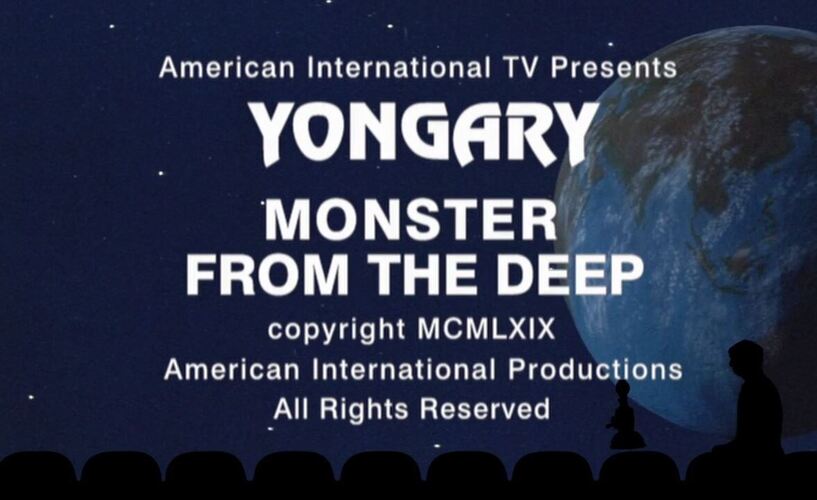 American International TV Presents
YONGARY
MONSTER
FROM THE DEEP
copyright MCMLXIX
American International Productions
All Rights Reserved